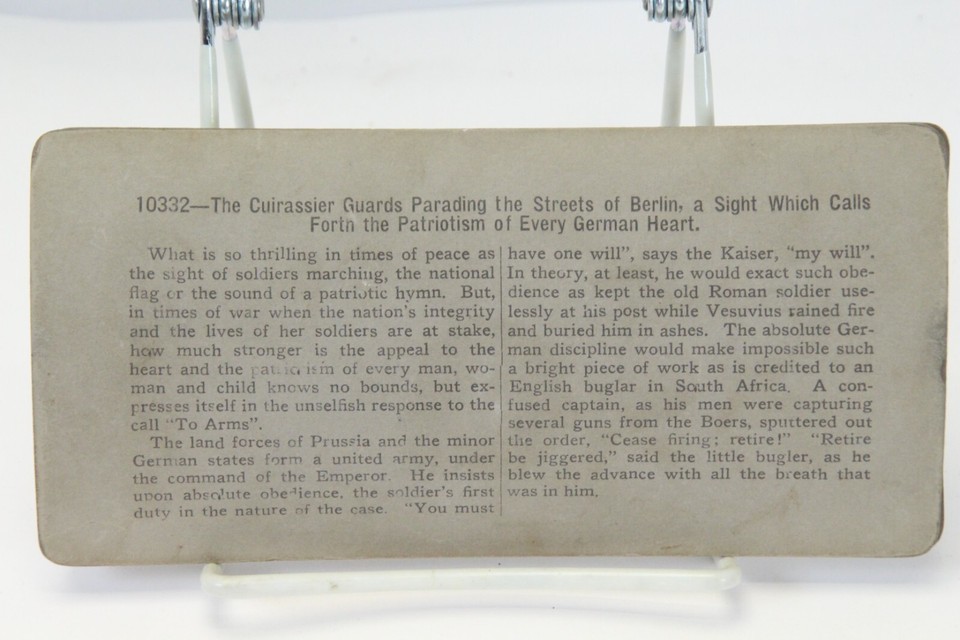 10332—The Cuirassier Guards Parading the Streets of Berlin, a Sight Which Calls
Forth the Patriotism of Every German Heart.
What is so thrilling in times of peace as
the sight of soldiers marching, the national
flag or the sound of a patriotic hymn. But,
in times of war when the nation's integrity
and the lives of her soldiers are at stake,
how much stronger is the appeal to the
heart and the patriotism of every man, wo-
man and child knows no bounds, but ex-
presses itself in the unselfish response to the
call "To Arms".
The land forces of Prussia and the minor
German states form a united army, under
the command of the Emperor. He insists
upon absolute obedience, the soldier's first
duty in the nature of the case. "You must
have one will", says the Kaiser, "my will".
In theory, at least, he would exact such obe-
dience as kept the old Roman soldier use-
lessly at his post while Vesuvius rained fire
and buried him in ashes. The absolute Ger-
man discipline would make impossible such
a bright piece of work as is credited to an
English buglar in South Africa. A con-
fused captain, as his men were capturing
several guns from the Boers, sputtered out
the order, "Cease firing; retire!" "Retire
be jiggered," said the little bugler, as he
blew the advance with all the breath that
was in him.